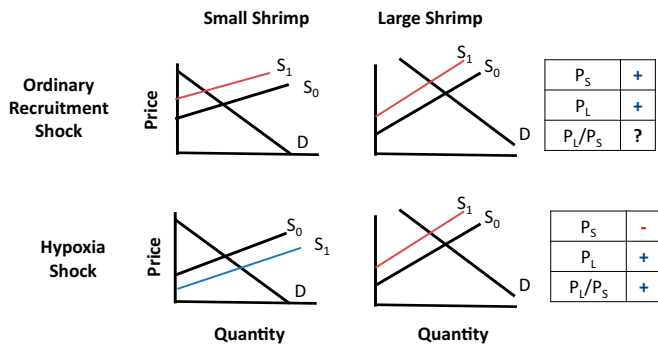 Small Shrimp
Large Shrimp
Ordinary
Recruitment
Shock
Price
S1
S0
D
S1
S0
D
PS +
PL +
PL/PS ?
Hypoxia
Shock
Price
S0
S1
D
S1
S0
D
PS -
PL +
PL/PS +
Quantity
Quantity